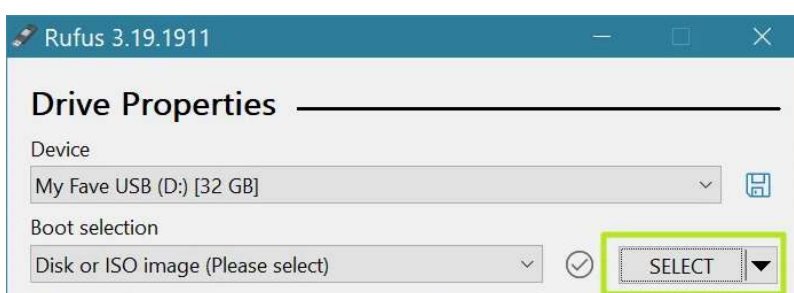 Rufus 3.19.1911
Drive Properties
Device
My Fave USB (D:) [32 GB]
Boot selection
Disk or ISO image (Please select)
SELECT